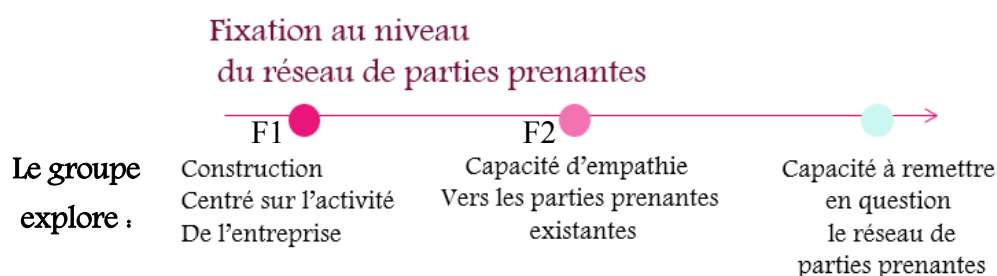 Fixation au niveau
du réseau de parties prenantes
F1
F2
Le groupe
explore :
Construction
Centré sur l'activité
De l'entreprise
Capacité d'empathie
Vers les parties prenantes
existantes
Capacité à remettre
en question
le réseau de
parties prenantes